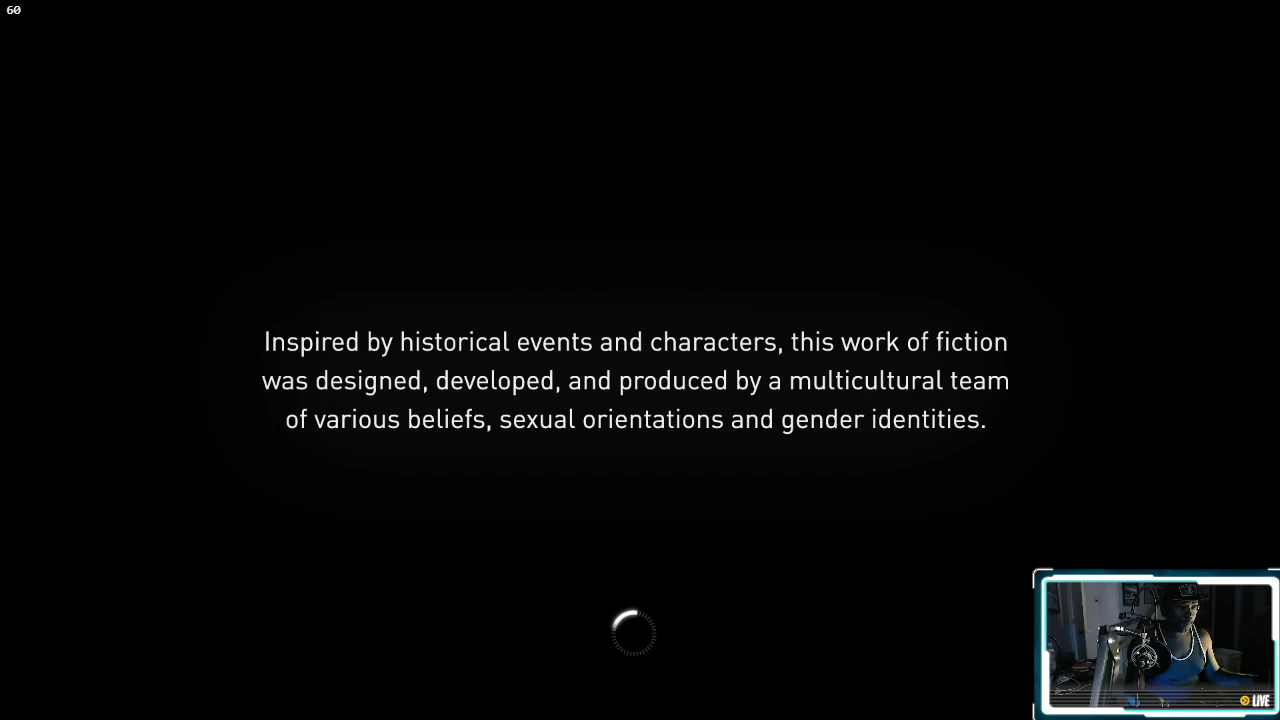 60
Inspired by historical events and characters, this work of fiction
was designed, developed, and produced by a multicultural team
of various beliefs, sexual orientations and gender identities.
LIVE